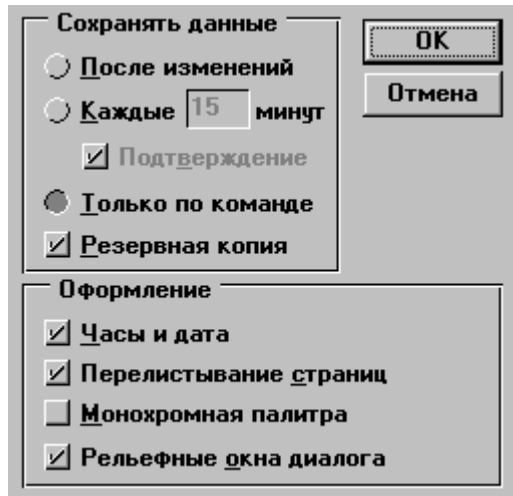 Сохранять данные
После изменений
Каждые 15 минут
Подтверждение
Только по команде
Резервная копия
OK
Отмена
Оформление
Часы и дата
Перелистывание страниц
Монохромная палитра
Рельефные окна диалога